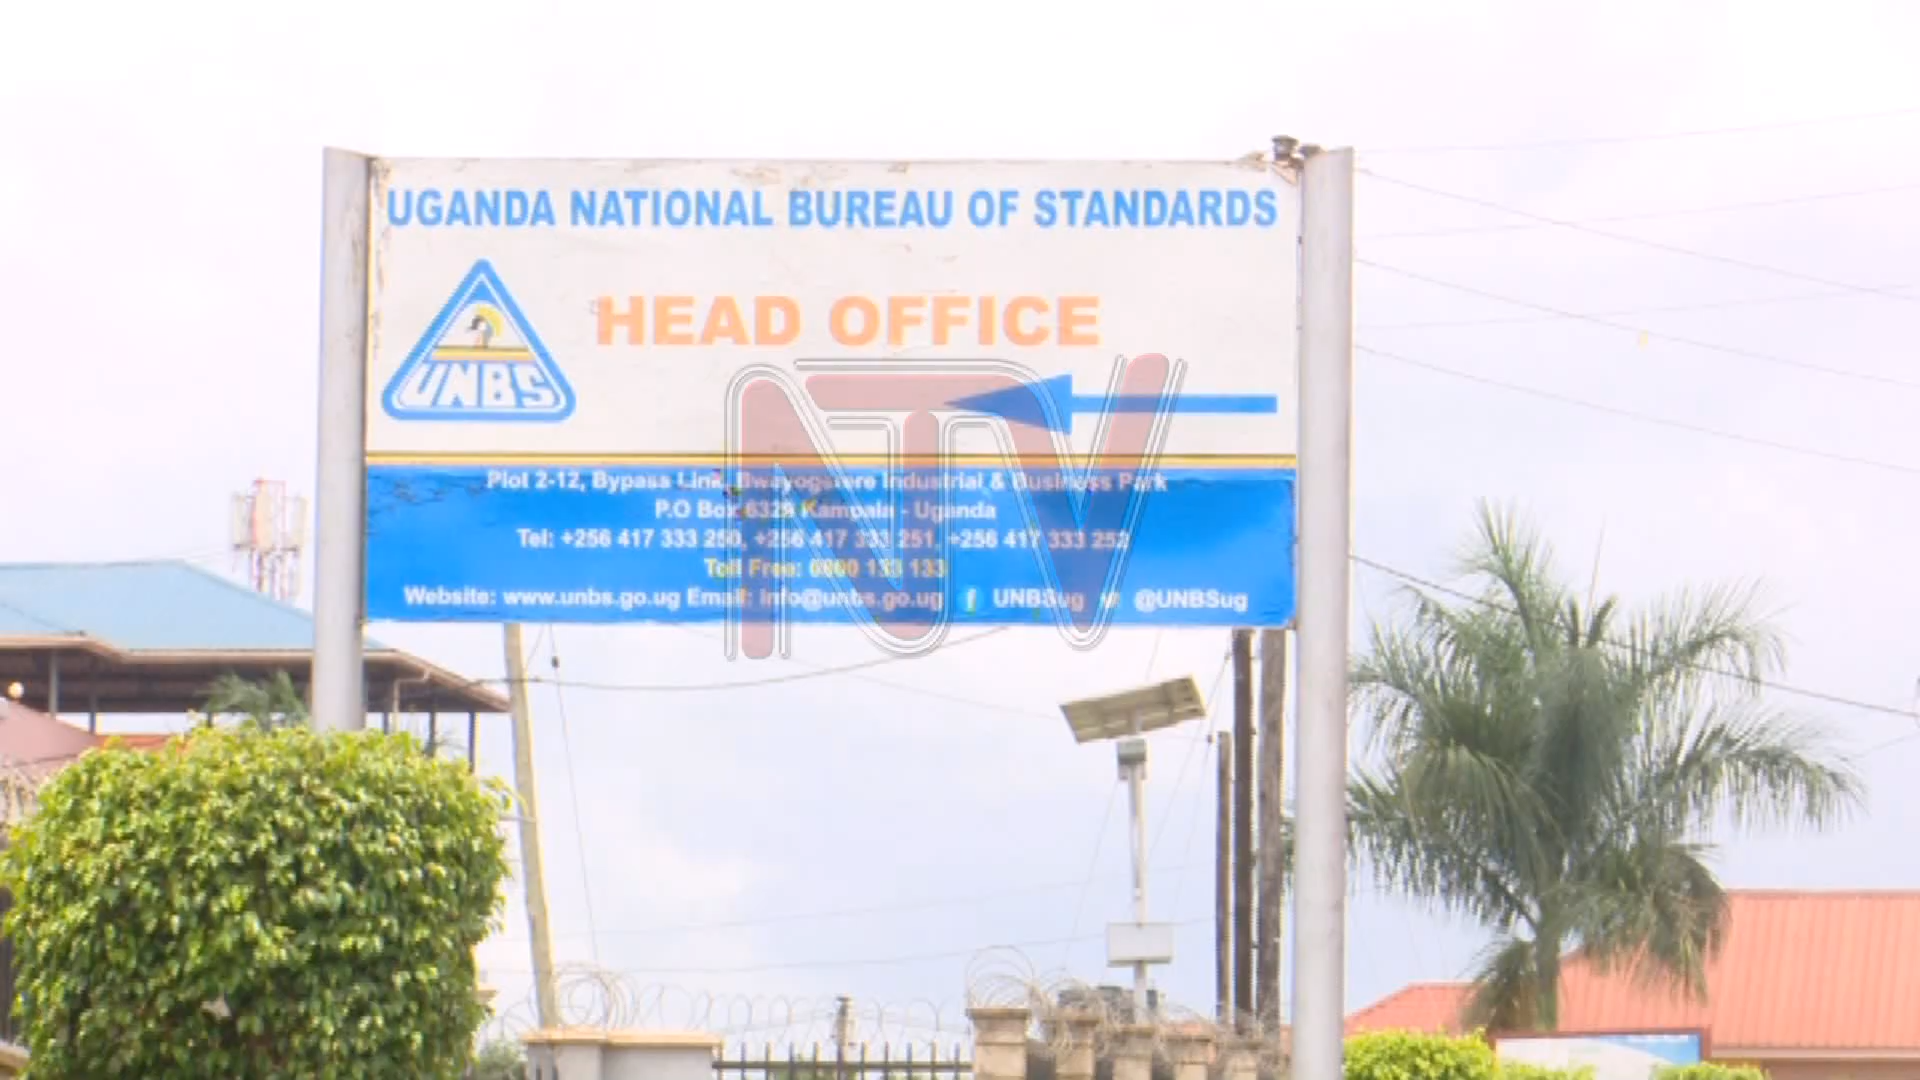 UGANDA NATIONAL BUREAU OF STANDARDS
HEAD OFFICE
UNBS
NTV
Plot 2-12, Bypass Link, Bweyogerere Industrial & Business Park
P.O Box 6329 Kampala - Uganda
Tel: +256 417 333 250, +256 417 333 251, +256 417 333 252
Toll Free: 0800 133 133
Website: www.unbs.go.ug Email: info@unbs.go.ug f UNBSug @UNBSug